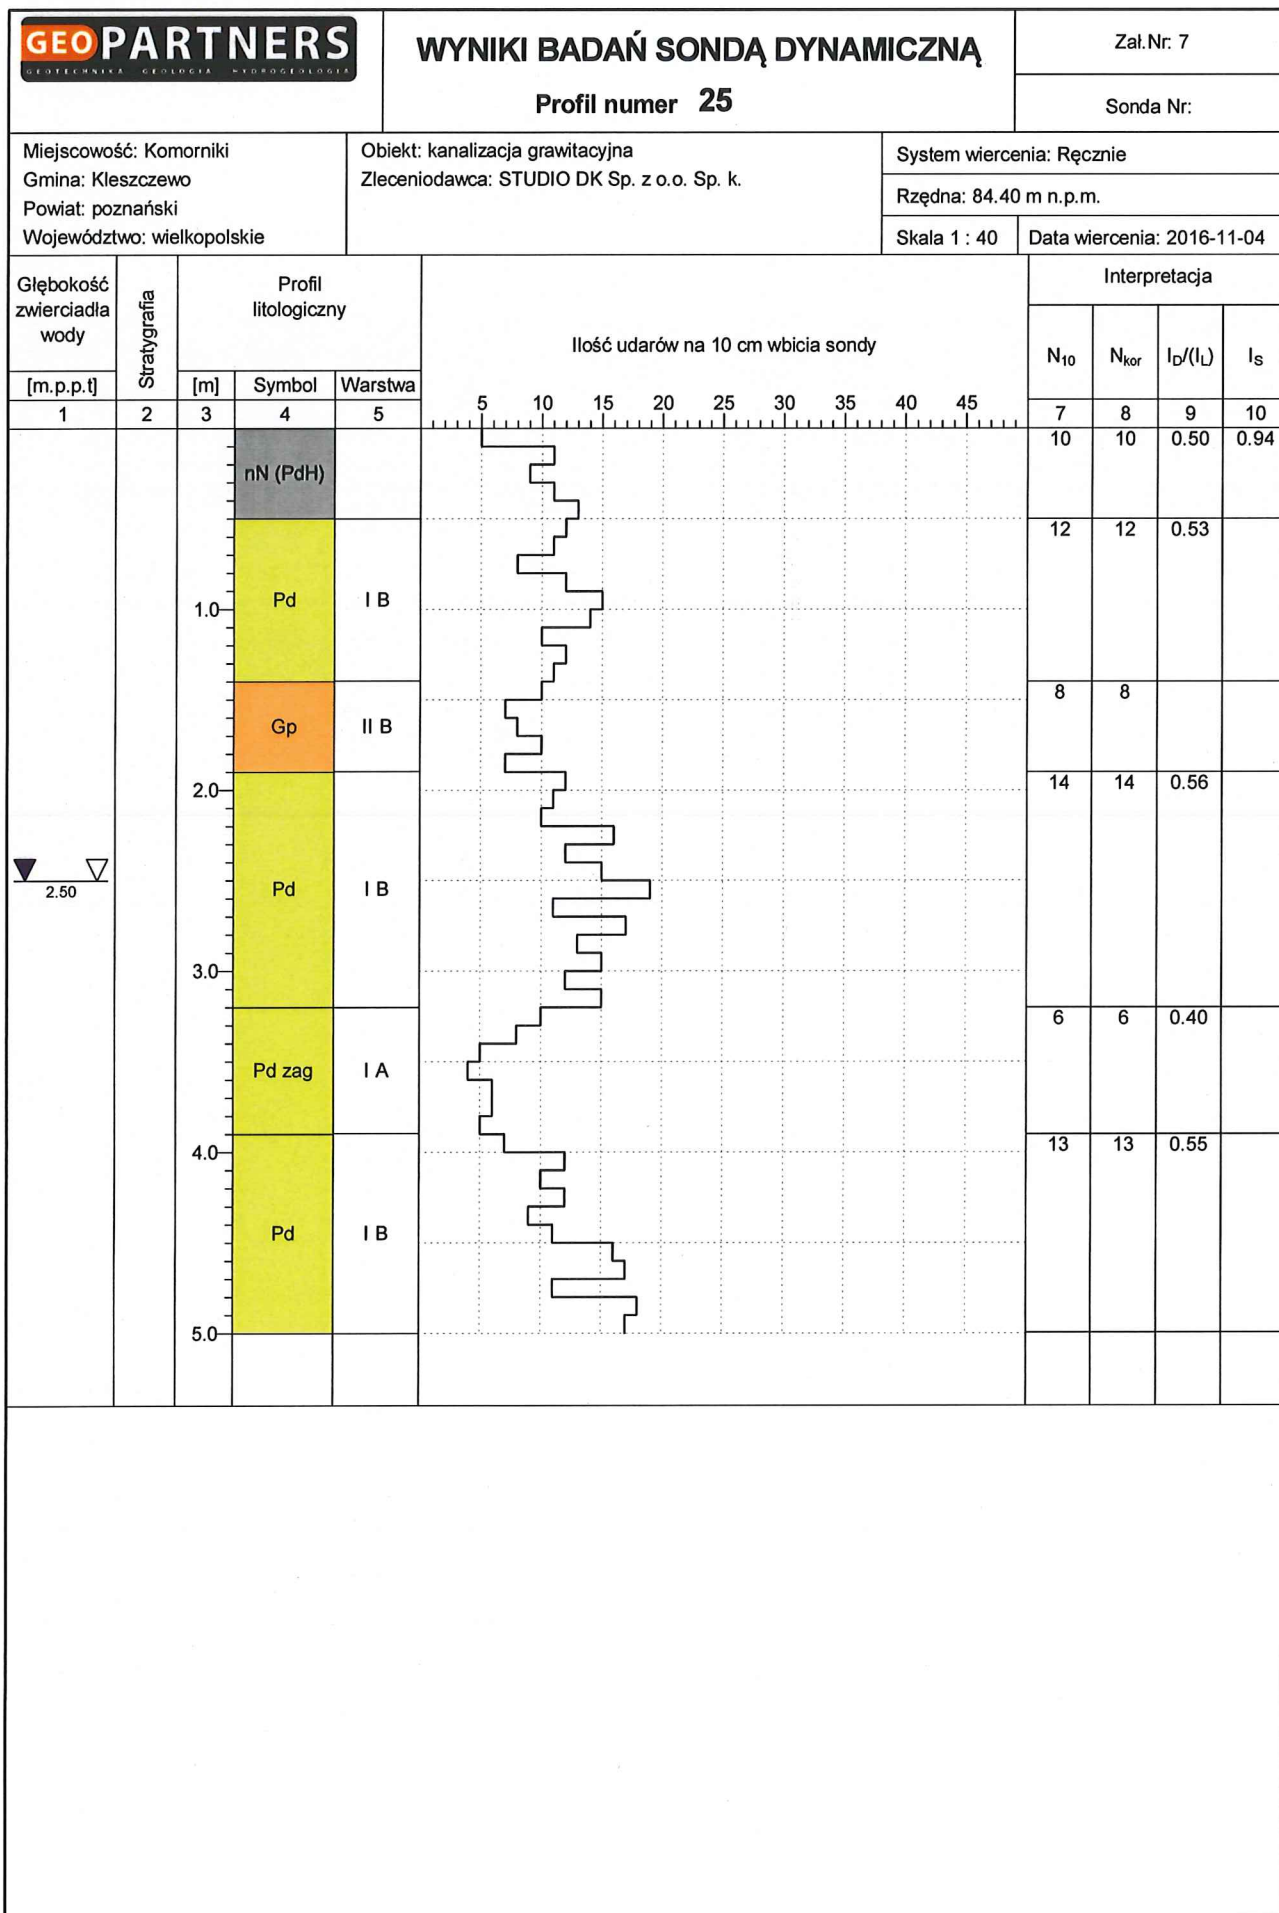 GEOPARTNERS
GEOTECHNIKA GEOLOGIA HYDROGEOLOGIA
WYNIKI BADAŃ SONDĄ DYNAMICZNĄ
Profil numer 25
Zał.Nr: 7
Sonda Nr:
Miejscowość: Komorniki
Gmina: Kleszczewo
Powiat: poznański
Województwo: wielkopolskie
Obiekt: kanalizacja grawitacyjna
Zleceniodawca: STUDIO DK Sp. z o.o. Sp. k.
System wiercenia: Ręcznie
Rzędna: 84.40 m n.p.m.
Skala 1 : 40
Data wiercenia: 2016-11-04
Głębokość
zwierciadła
wody
[m.p.p.t]
Stratygrafia
Profil
litologiczny
[m] Symbol Warstwa
Ilość udarów na 10 cm wbicia sondy
5 10 15 20 25 30 35 40 45
Interpretacja
N10 Nkor ID/(IL) IS
1 2 3 4 5 7 8 9 10
nN (PdH) 10 10 0.50 0.94
12 12 0.53
1.0 Pd I B
8 8
Gp II B
2.0 14 14 0.56
2.50 Pd I B
3.0
6 6 0.40
Pd zag I A
4.0 13 13 0.55
Pd I B
5.0